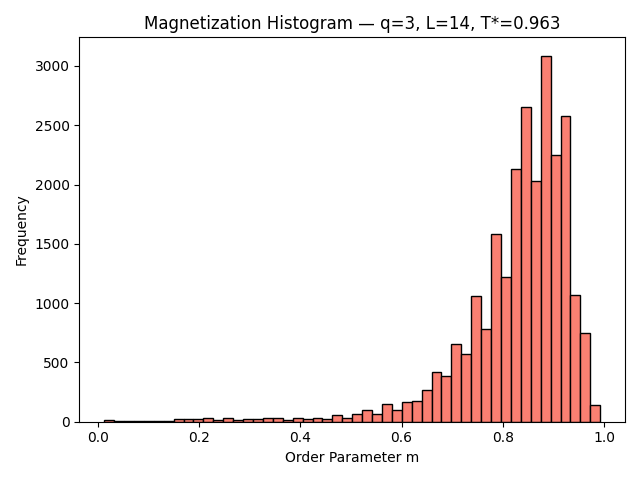 Magnetization Histogram — q=3, L=14, T*=0.963
3000
2500
2000
1500
1000
500
0
Frequency
0.0 0.2 0.4 0.6 0.8 1.0
Order Parameter m